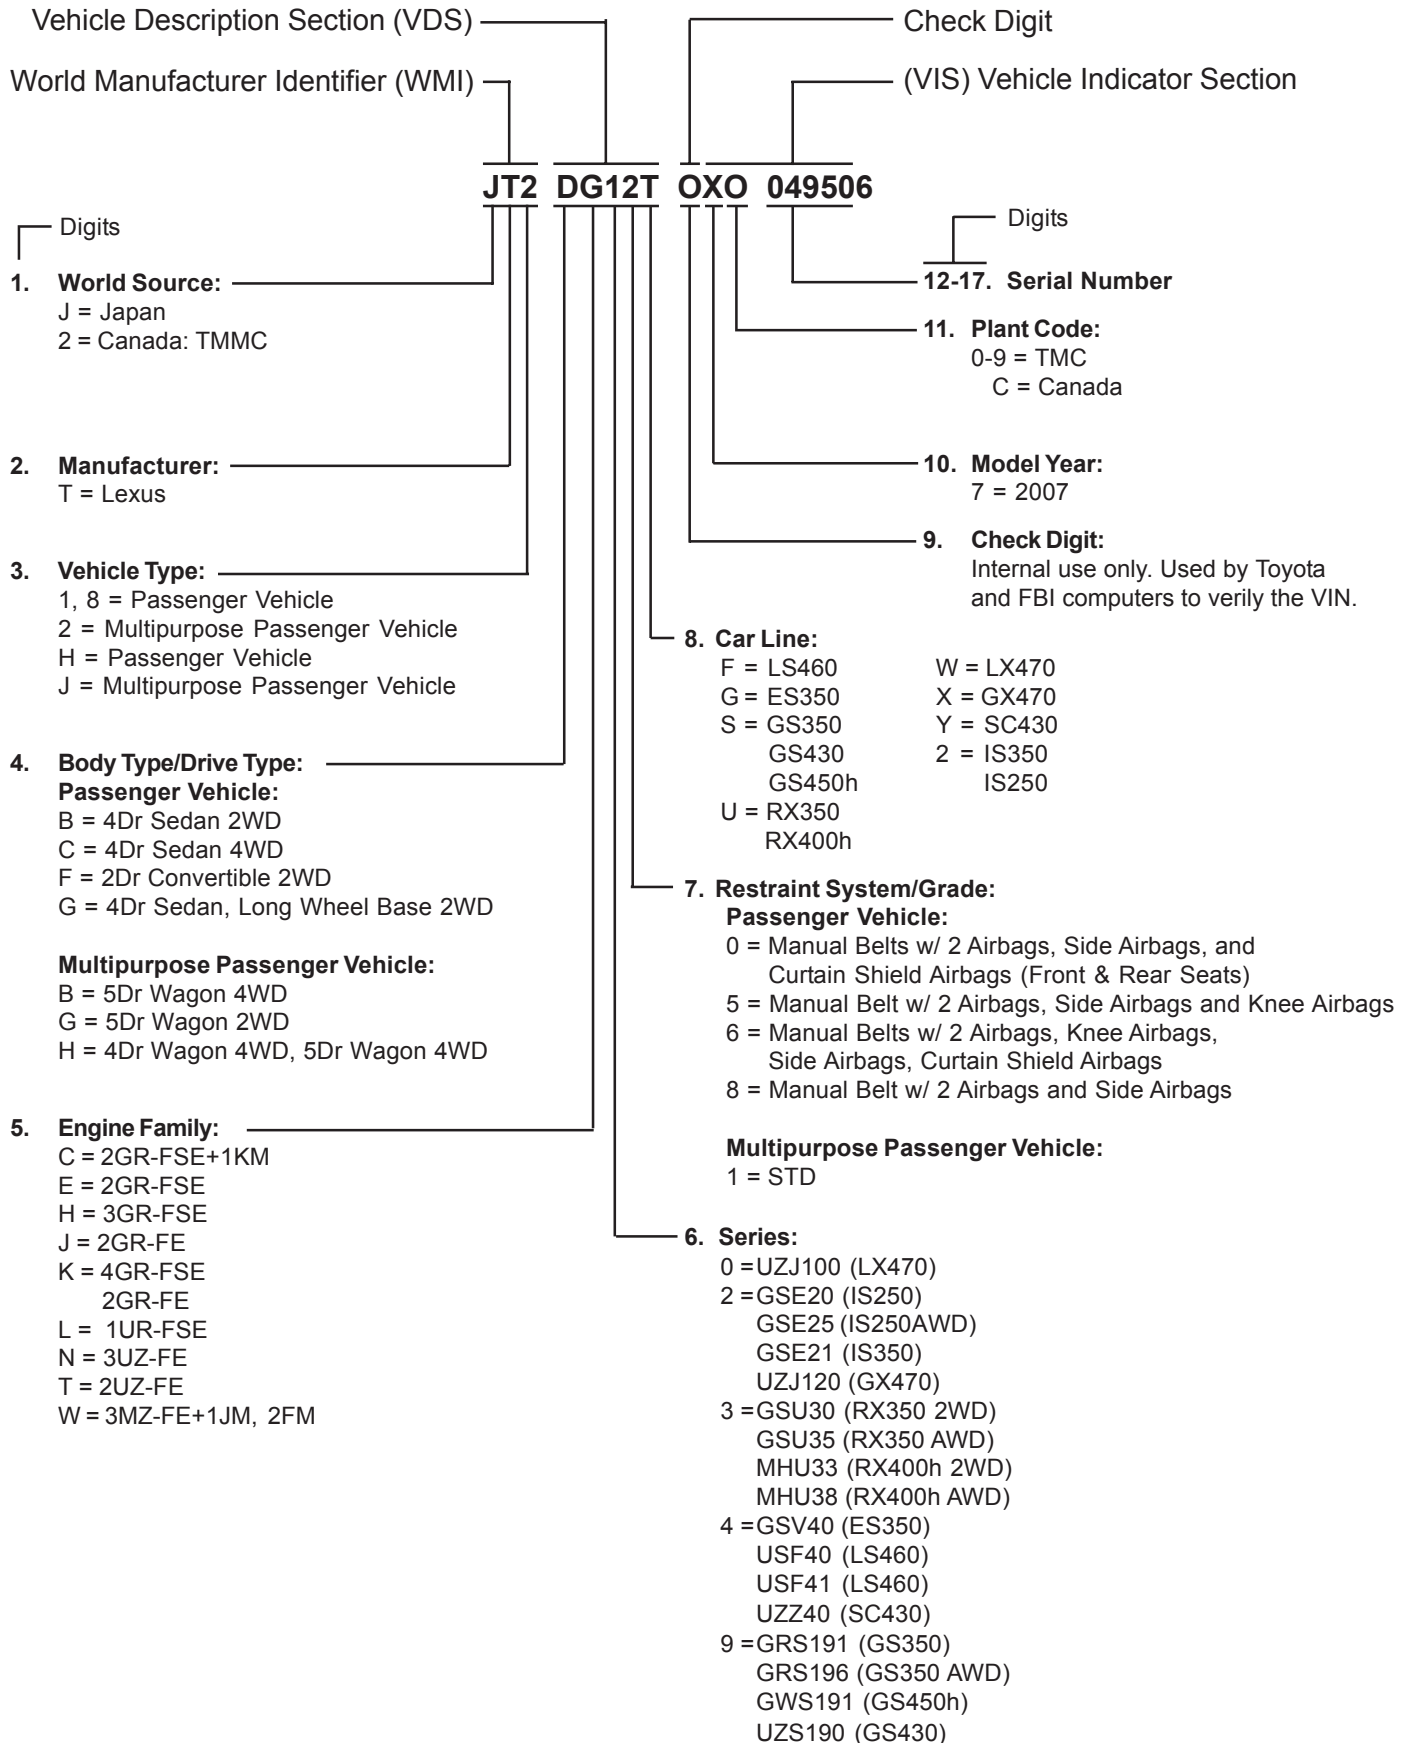 Vehicle Description Section (VDS)
Check Digit
World Manufacturer Identifier (WMI)
(VIS) Vehicle Indicator Section
JT2 DG12T OXO 049506
Digits
1. World Source:
J = Japan
2 = Canada: TMMC
2. Manufacturer:
T = Lexus
3. Vehicle Type:
1, 8 = Passenger Vehicle
2 = Multipurpose Passenger Vehicle
H = Passenger Vehicle
J = Multipurpose Passenger Vehicle
4. Body Type/Drive Type:
Passenger Vehicle:
B = 4Dr Sedan 2WD
C = 4Dr Sedan 4WD
F = 2Dr Convertible 2WD
G = 4Dr Sedan, Long Wheel Base 2WD
Multipurpose Passenger Vehicle:
B = 5Dr Wagon 4WD
G = 5Dr Wagon 2WD
H = 4Dr Wagon 4WD, 5Dr Wagon 4WD
5. Engine Family:
C = 2GR-FSE+1KM
E = 2GR-FSE
H = 3GR-FSE
J = 2GR-FE
K = 4GR-FSE
2GR-FE
L = 1UR-FSE
N = 3UZ-FE
T = 2UZ-FE
W = 3MZ-FE+1JM, 2FM
Digits
12-17. Serial Number
11. Plant Code:
0-9 = TMC
C = Canada
10. Model Year:
7 = 2007
9. Check Digit:
Internal use only. Used by Toyota
and FBI computers to verily the VIN.
8. Car Line:
F = LS460
G = ES350
S = GS350
GS430
GS450h
U = RX350
RX400h
W = LX470
X = GX470
Y = SC430
2 = IS350
IS250
7. Restraint System/Grade:
Passenger Vehicle:
0 = Manual Belts w/ 2 Airbags, Side Airbags, and
Curtain Shield Airbags (Front & Rear Seats)
5 = Manual Belt w/ 2 Airbags, Side Airbags and Knee Airbags
6 = Manual Belts w/ 2 Airbags, Knee Airbags,
Side Airbags, Curtain Shield Airbags
8 = Manual Belt w/ 2 Airbags and Side Airbags
Multipurpose Passenger Vehicle:
1 = STD
6. Series:
0 =UZJ100 (LX470)
2 =GSE20 (IS250)
GSE25 (IS250AWD)
GSE21 (IS350)
UZJ120 (GX470)
3 =GSU30 (RX350 2WD)
GSU35 (RX350 AWD)
MHU33 (RX400h 2WD)
MHU38 (RX400h AWD)
4 =GSV40 (ES350)
USF40 (LS460)
USF41 (LS460)
UZZ40 (SC430)
9 =GRS191 (GS350)
GRS196 (GS350 AWD)
GWS191 (GS450h)
UZS190 (GS430)